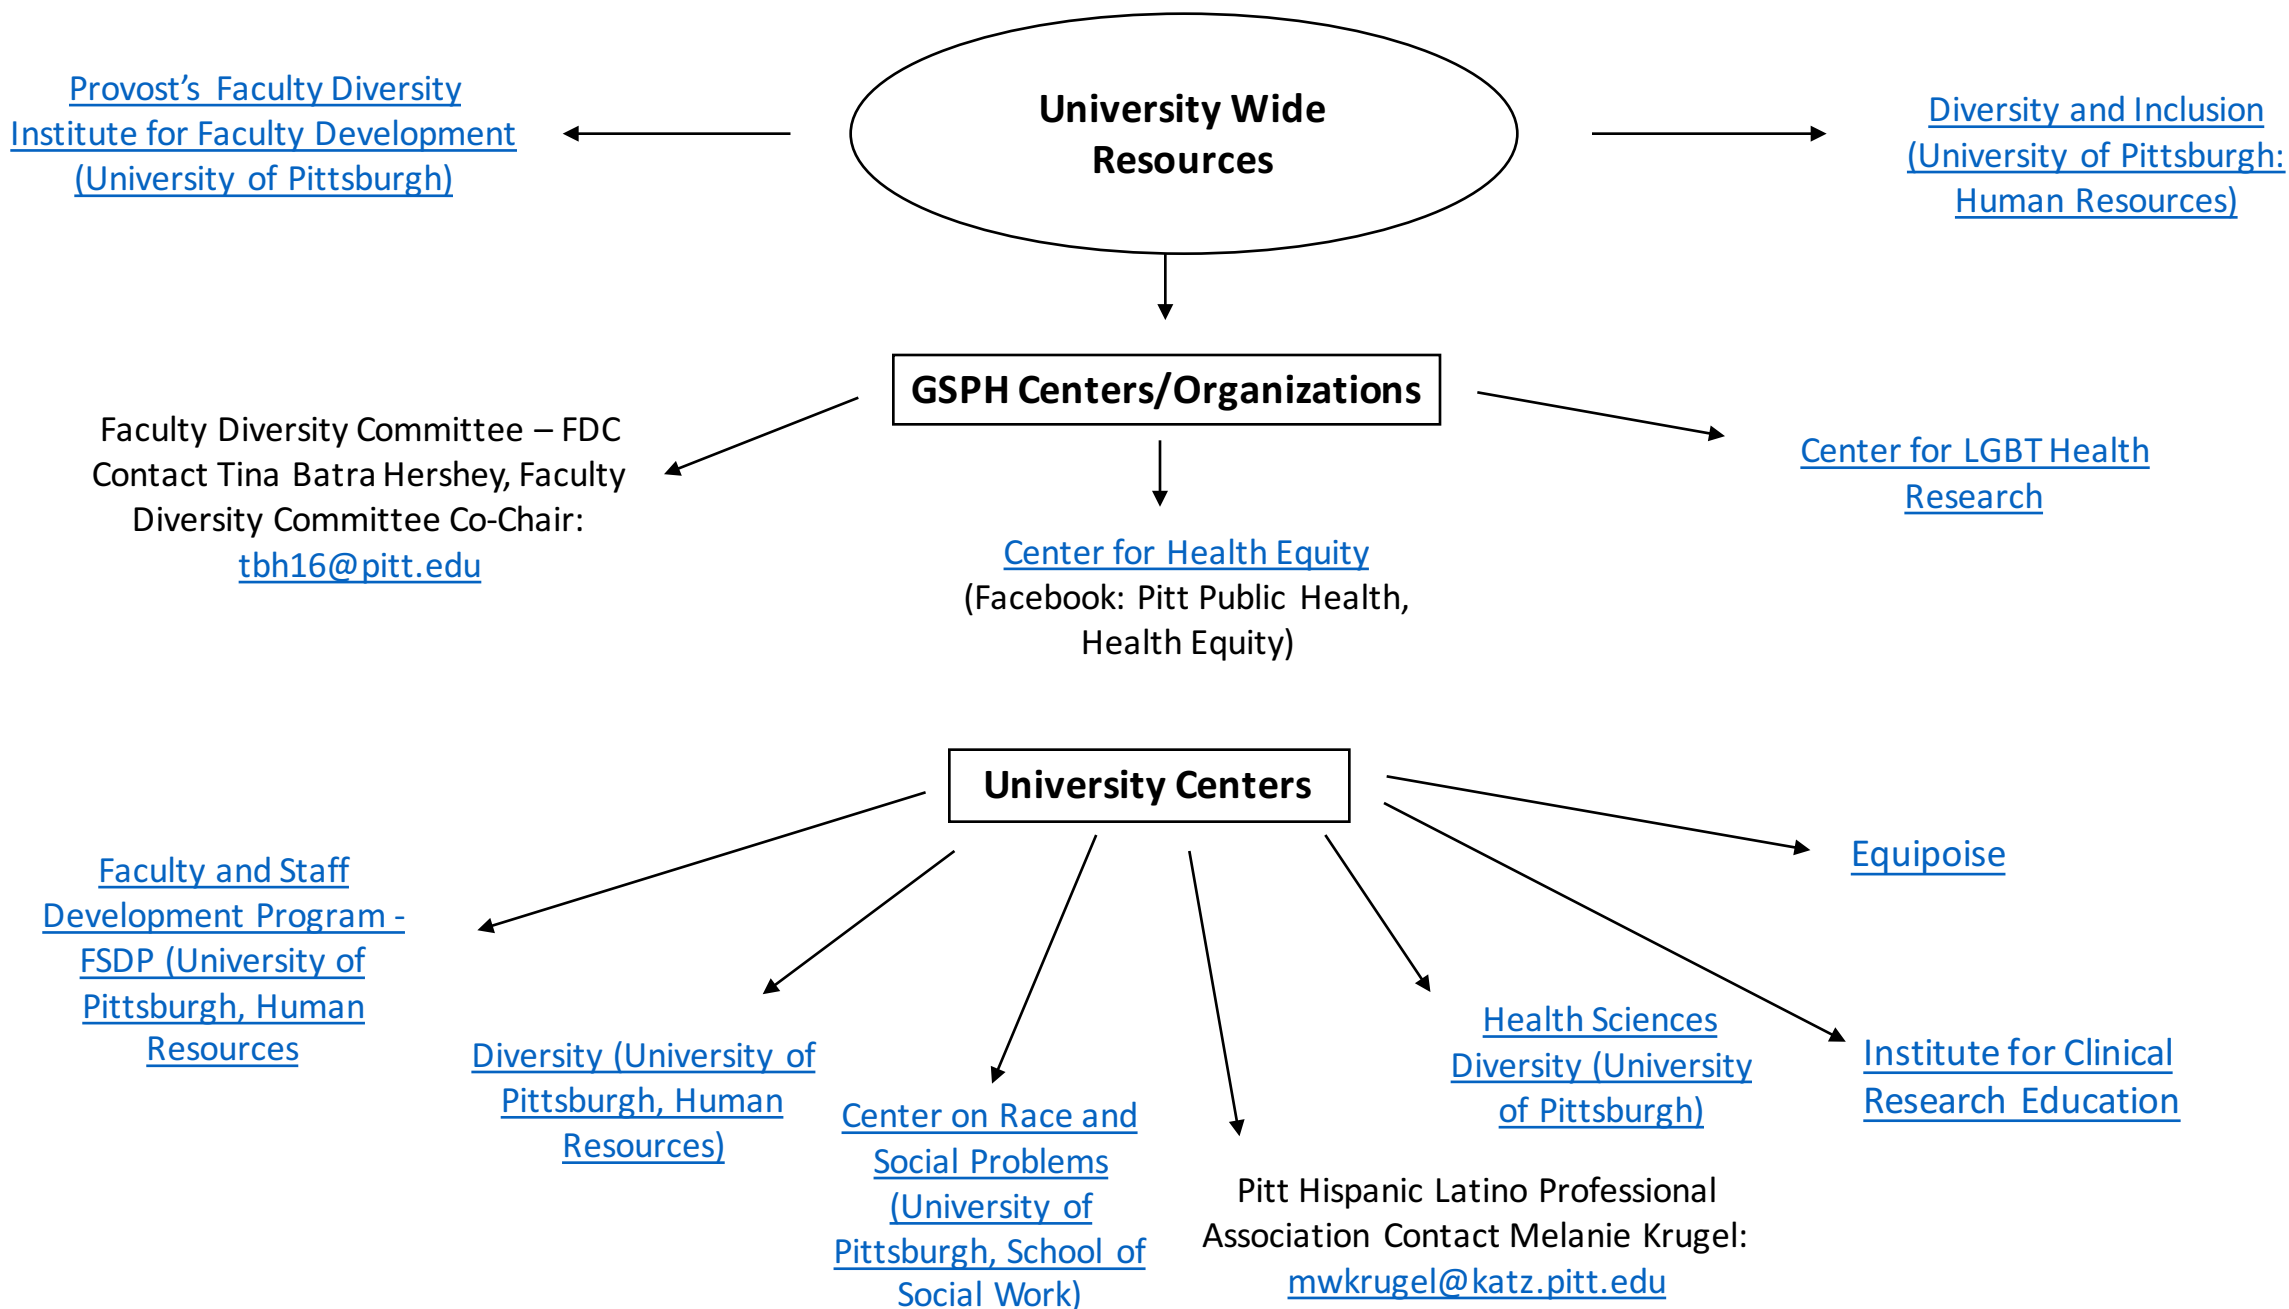 University Wide
Resources
Provost’s Faculty Diversity
Institute for Faculty Development
(University of Pittsburgh)
Diversity and Inclusion
(University of Pittsburgh:
Human Resources)
GSPH Centers/Organizations
Faculty Diversity Committee – FDC
Contact Tina Batra Hershey, Faculty
Diversity Committee Co-Chair:
tbh16@pitt.edu
Center for Health Equity
(Facebook: Pitt Public Health,
Health Equity)
Center for LGBT Health
Research
University Centers
Faculty and Staff
Development Program -
FSDP (University of
Pittsburgh, Human
Resources
Diversity (University of
Pittsburgh, Human
Resources)
Center on Race and
Social Problems
(University of
Pittsburgh, School of
Social Work)
Pitt Hispanic Latino Professional
Association Contact Melanie Krugel:
mwkrugel@katz.pitt.edu
Health Sciences
Diversity (University
of Pittsburgh)
Equipoise
Institute for Clinical
Research Education